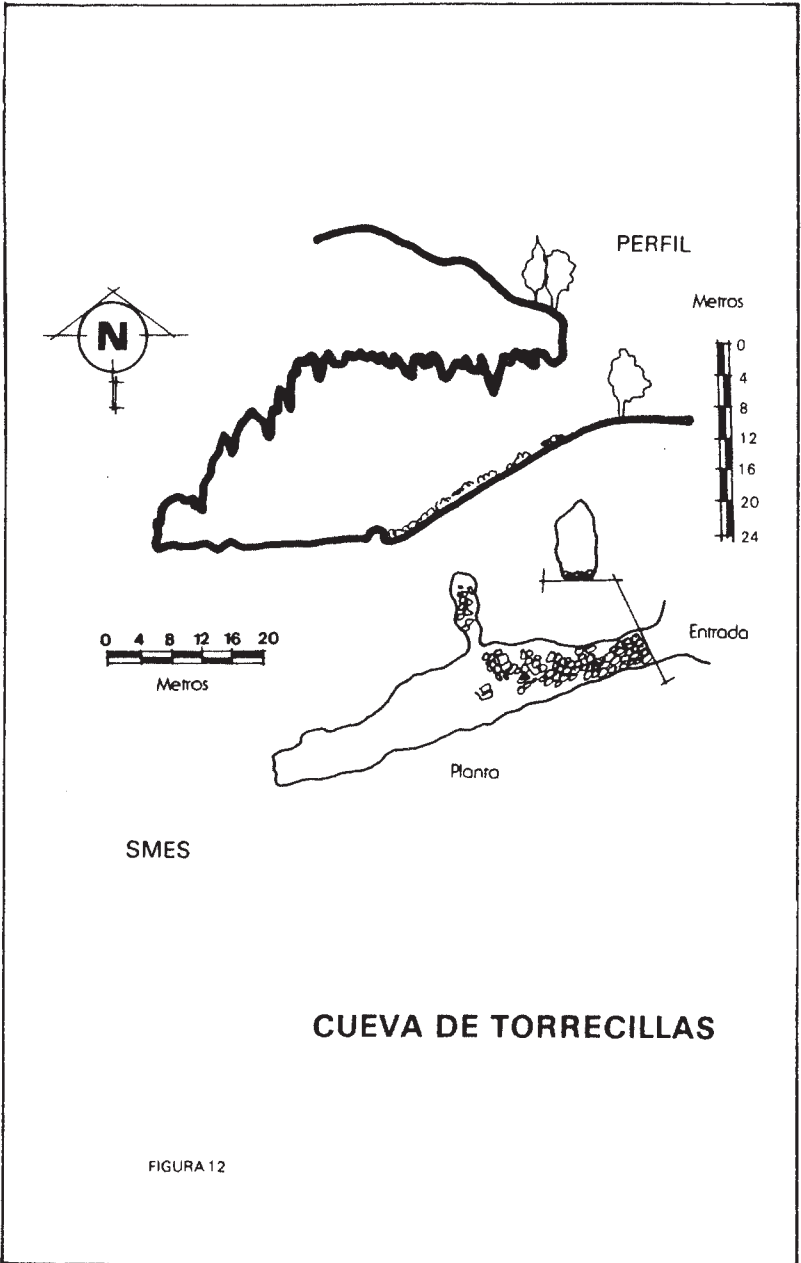 PERFIL
Metros
0
4
8
12
16
20
24
N
0 4 8 12 16 20
Metros
Entrada
Planta
SMES
CUEVA DE TORRECILLAS
FIGURA 12